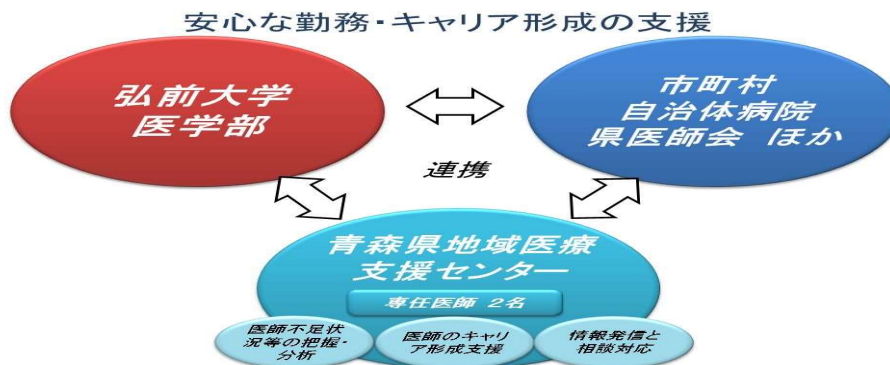 安心な勤務・キャリア形成の支援
弘前大学
医学部
市町村
自治体病院
県医師会 ほか
連携
青森県地域医療
支援センター
専任医師 2名
医師不足状
況等の把握・
分析
医師のキャリ
ア形成支援
情報発信と
相談対応